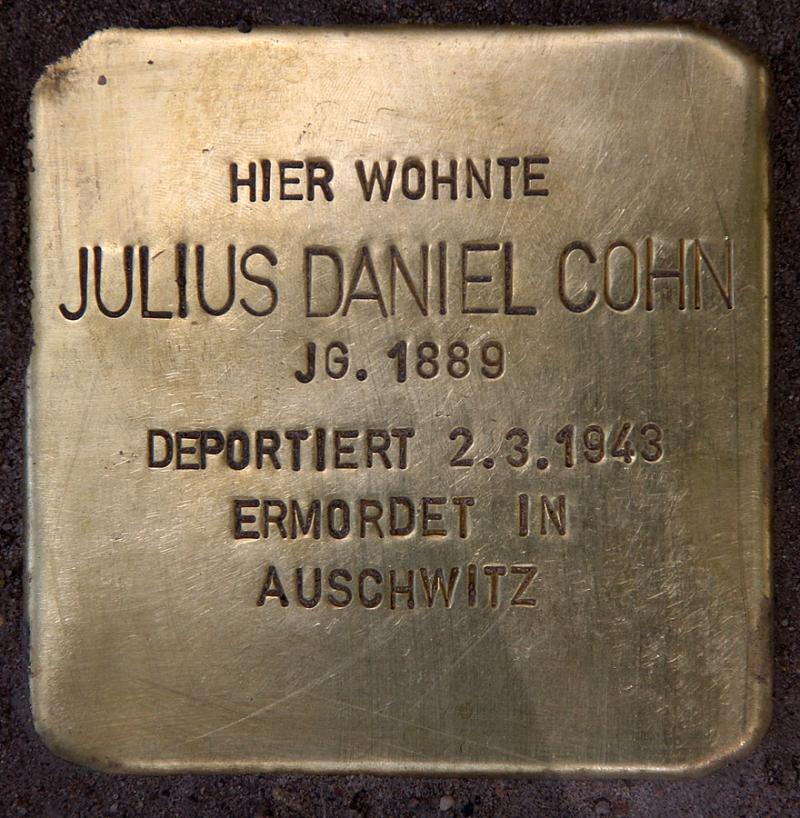 HIER WOHNTE
JULIUS DANIEL COHN
JG. 1889
DEPORTIERT 2.3.1943
ERMORDET IN
AUSCHWITZ